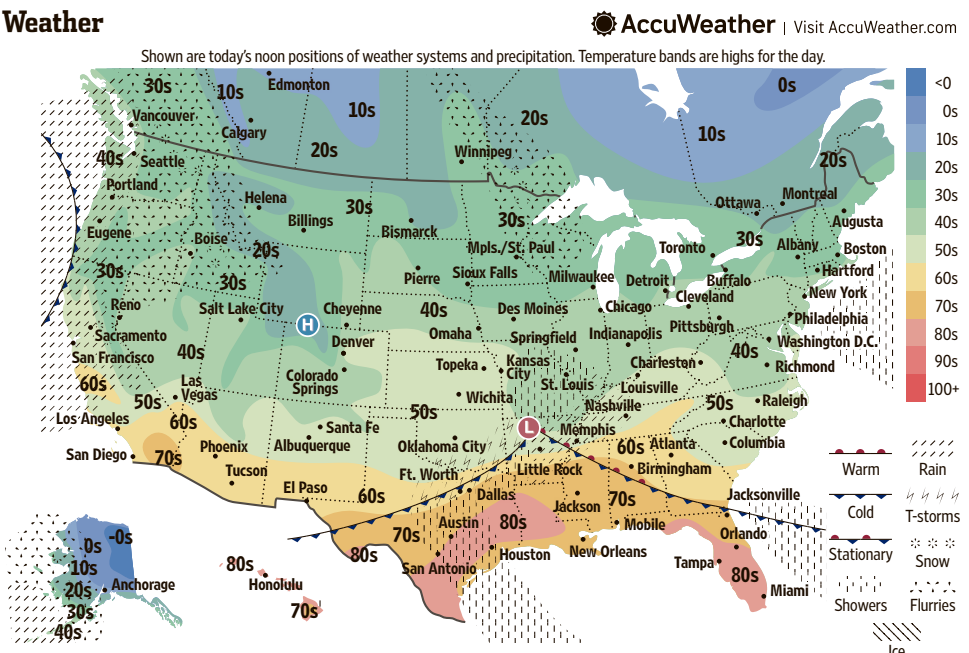 Weather
AccuWeather | Visit AccuWeather.com
Shown are today's noon positions of weather systems and precipitation. Temperature bands are highs for the day.
30s
10s
Edmonton
10s
0s
<0
0s
10s
20s
30s
40s
50s
60s
70s
80s
90s
100+
Vancouver
Calgary
20s
20s
10s
Winnipeg
40s
Seattle
20s
Portland
Helena
30s
30s
Ottawa
Montreal
Billings
Bismarck
Augusta
Eugene
Boise
20s
Mpls./St. Paul
Toronto
30s
Albany
Boston
30s
30s
Pierre
Sioux Falls
Milwaukee
Detroit
Buffalo
Hartford
Reno
Salt Lake City
Cheyenne
40s
Des Moines
Chicago
Cleveland
New York
Sacramento
H
Omaha
Springfield
Indianapolis
Pittsburgh
Philadelphia
San Francisco
40s
Denver
Washington D.C.
40s
Topeka
Kansas
City
Charleston
Richmond
60s
Las
Vegas
Colorado
Springs
St. Louis
Louisville
50s
Wichita
Nashville
50s
Raleigh
Los Angeles
60s
Santa Fe
50s
L
Charlotte
Phoenix
Albuquerque
Oklahoma City
Memphis
60s
Atlanta
Columbia
San Diego
70s
Tucson
Ft. Worth
Little Rock
Birmingham
El Paso
60s
Dallas
Jackson
70s
Jacksonville
Austin
80s
Mobile
70s
Orlando
80s
Houston
New Orleans
San Antonio
Tampa
80s
Miami
-0s
0s
10s
20s
Anchorage
30s
40s
80s
Honolulu
70s
Warm
Rain
Cold
T-storms
Stationary
Snow
Showers
Flurries
Ice